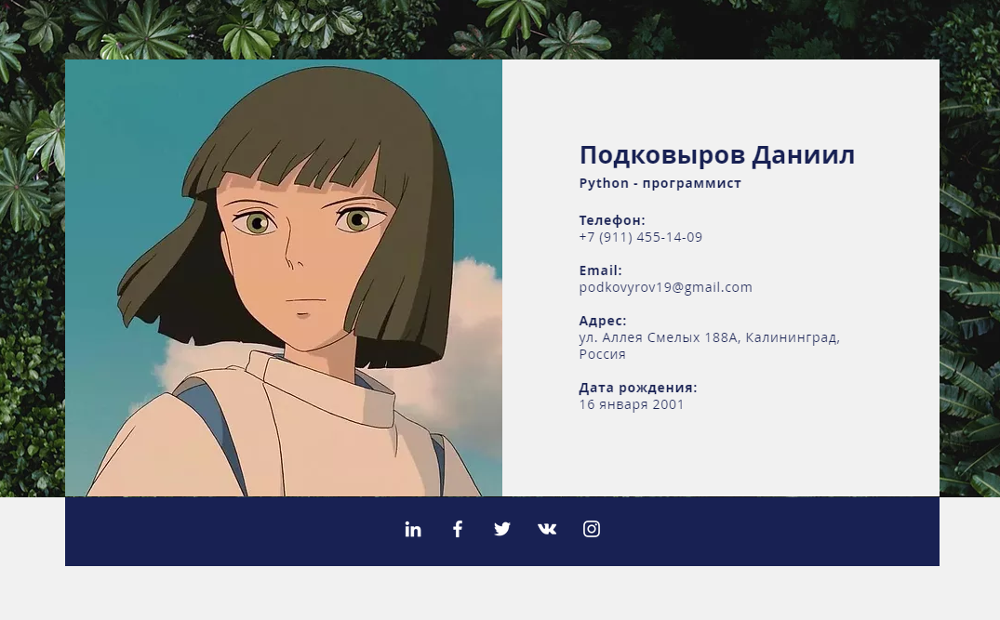 Подковыров Даниил
Python - программист
Телефон:
+7 (911) 455-14-09
Email:
podkovyrov19@gmail.com
Адрес:
ул. Аллея Смелых 188А, Калининград,
Россия
Дата рождения:
16 января 2001